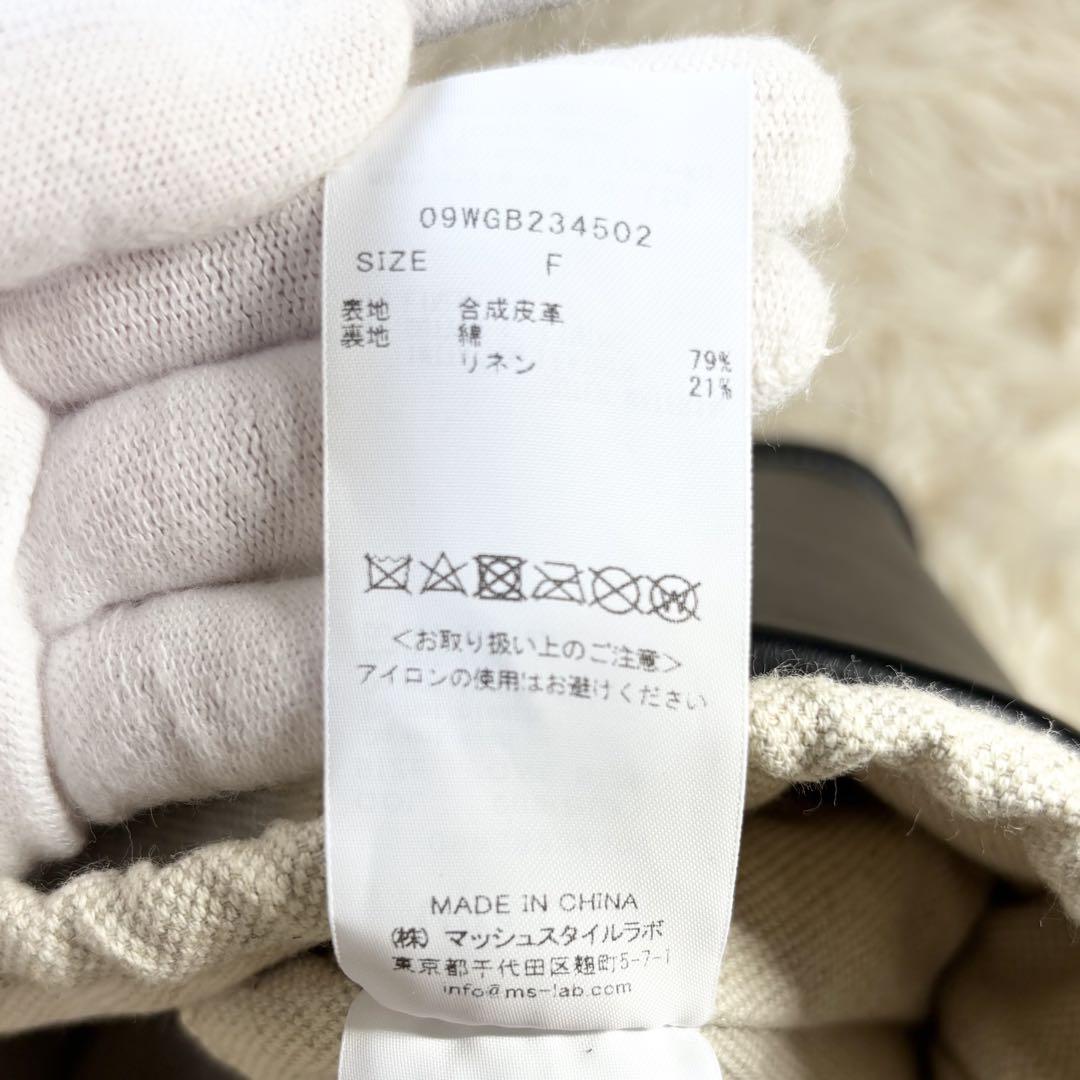 09WGB234502
SIZE F
表地 合成皮革
裏地 綿 79%
リネン 21%
<お取り扱い上のご注意>
アイロンの使用はお避けください
MADE IN CHINA
(株) マッシュスタイルラボ
東京都千代田区麹町5-7-1
info@ms-lab.com